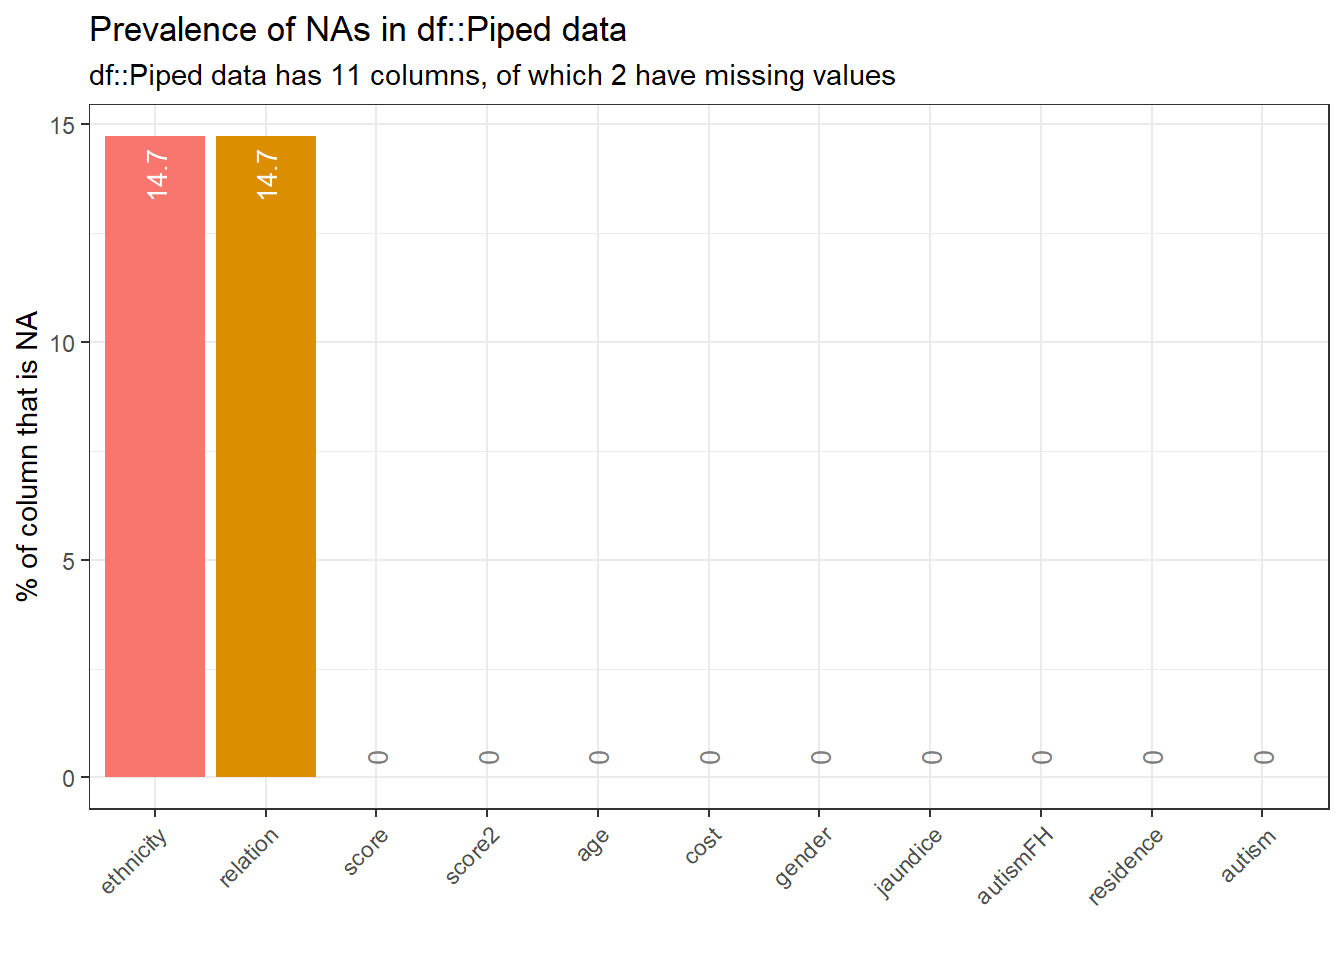 Prevalence of NAs in df::Piped data
df::Piped data has 11 columns, of which 2 have missing values
% of column that is NA
15
10
5
0
14.7
14.7
0
0
0
0
0
0
0
0
0
ethnicity
relation
score
score2
age
cost
gender
jaundice
autismFH
residence
autism